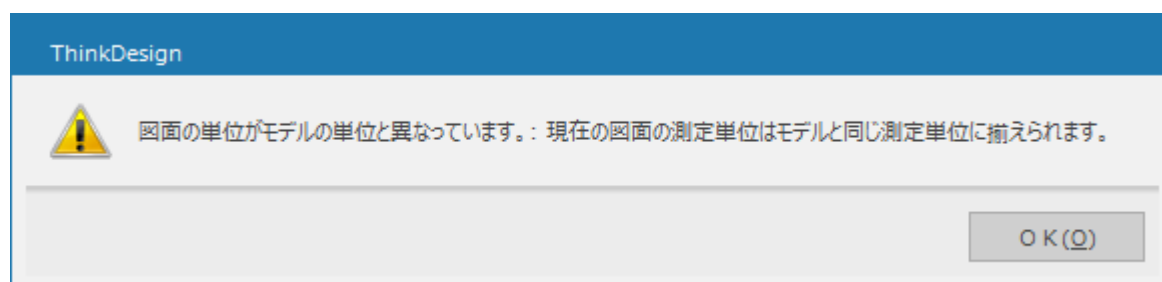 ThinkDesign
図面の単位がモデルの単位と異なっています。: 現在の図面の測定単位はモデルと同じ測定単位に揃えられます。
O K(O)